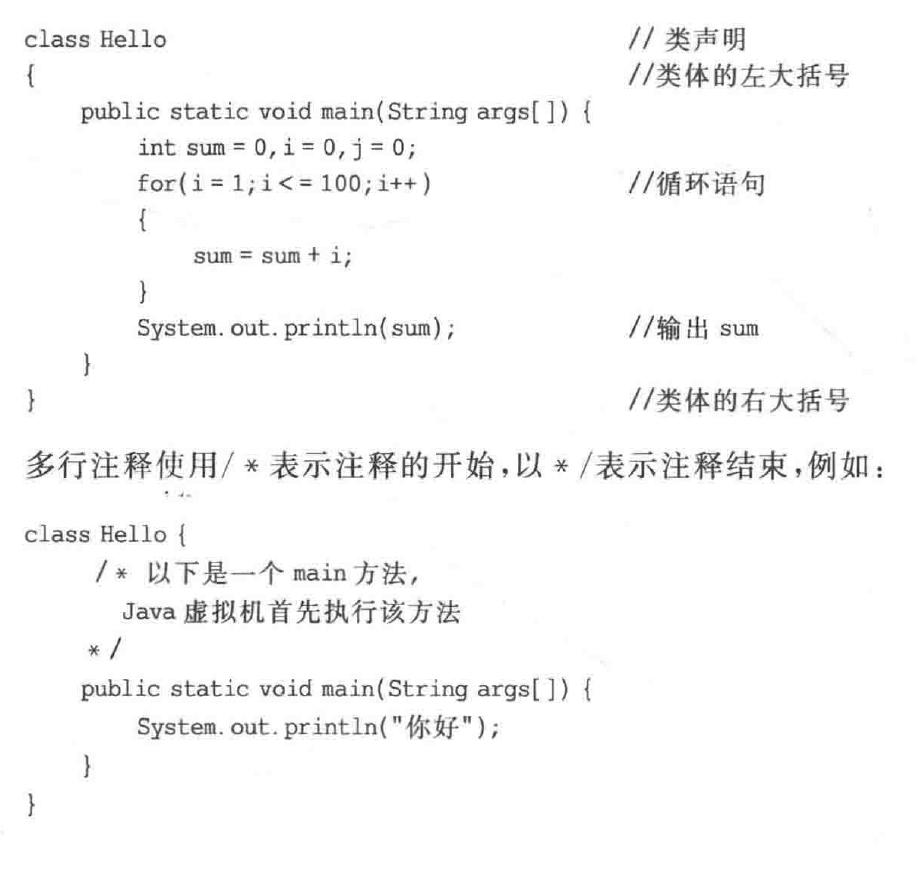 class Hello // 类声明
{ //类体的左大括号
public static void main(String args[]) {
int sum = 0,i = 0,j = 0;
for(i = 1;i <= 100;i++) //循环语句
{
sum = sum + i;
}
System.out.println(sum); //输出 sum
}
} //类体的右大括号
多行注释使用/ * 表示注释的开始,以 * /表示注释结束,例如:
class Hello {
/ * 以下是一个 main 方法,
Java 虚拟机首先执行该方法
* /
public static void main(String args[]) {
System.out.println("你好");
}
}